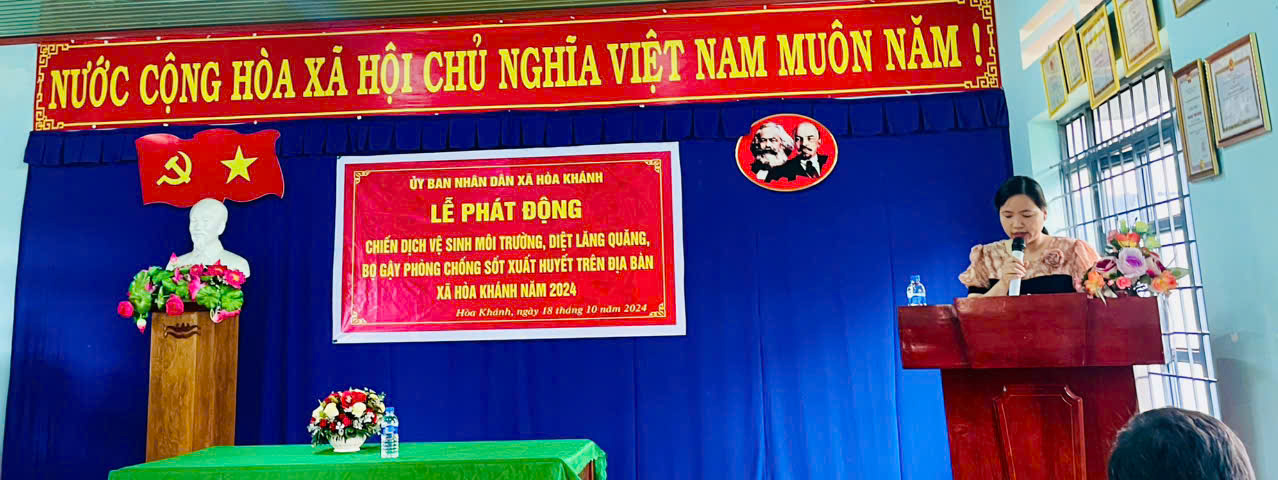 NƯỚC CỘNG HÒA XÃ HỘI CHỦ NGHĨA VIỆT NAM MUÔN NĂM !
ỦY BAN NHÂN DÂN XÃ HÒA KHÁNH
LỄ PHÁT ĐỘNG
CHIẾN DỊCH VỆ SINH MÔI TRƯỜNG, DIỆT LĂNG QUĂNG,
BỌ GẬY PHÒNG CHỐNG SỐT XUẤT HUYẾT TRÊN ĐỊA BÀN
XÃ HÒA KHÁNH NĂM 2024
Hòa Khánh, ngày 18 tháng 10 năm 2024